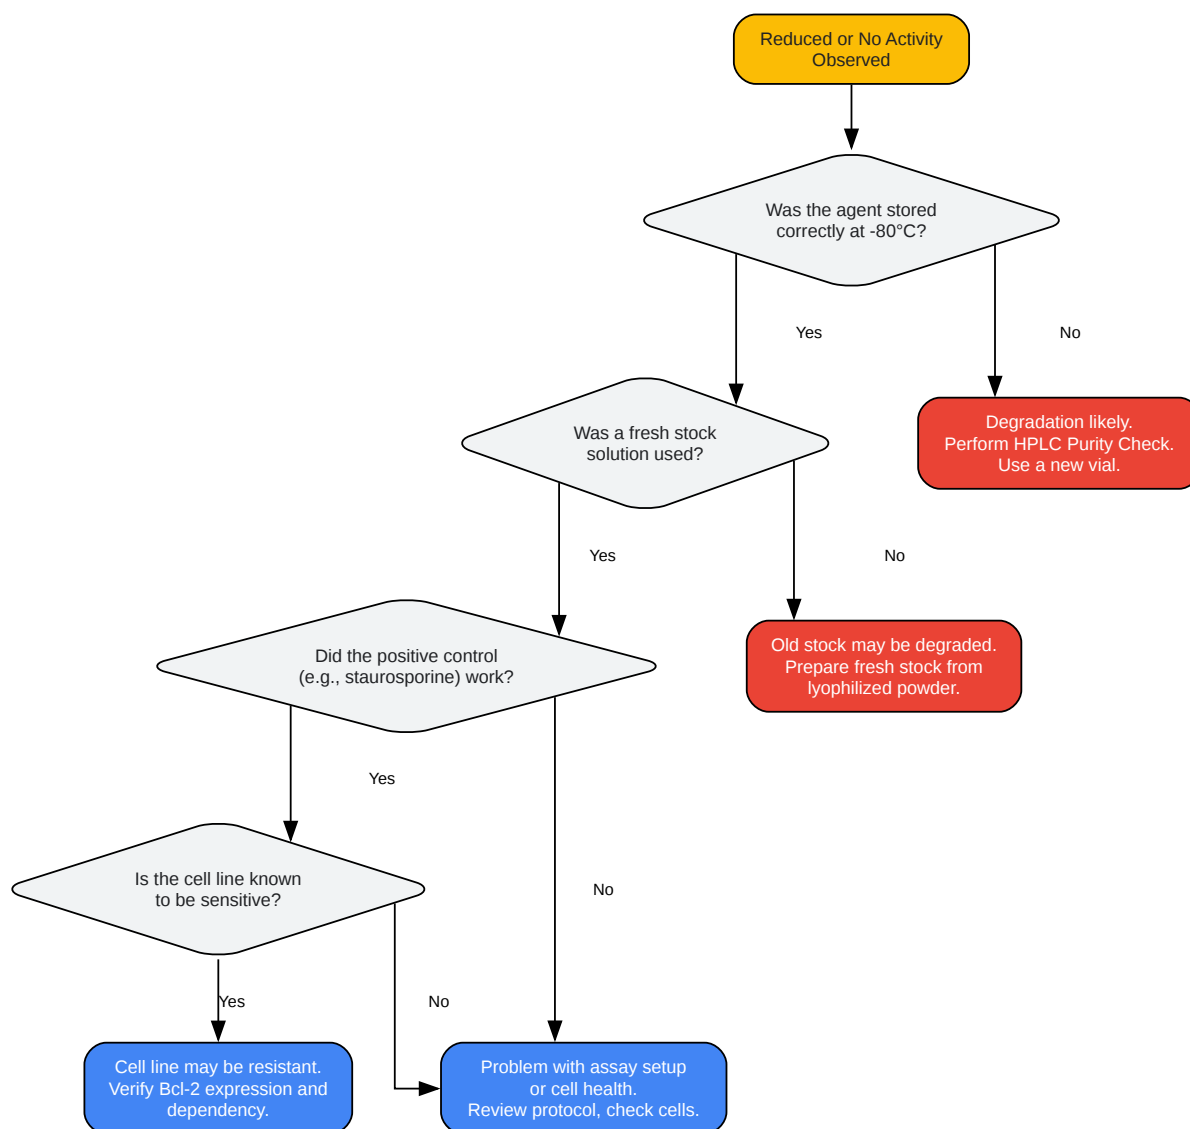 Reduced or No Activity
Observed
Was the agent stored
correctly at -80°C?
Yes
No
Was a fresh stock
solution used?
Degradation likely.
Perform HPLC Purity Check.
Use a new vial.
Yes
No
Did the positive control
(e.g., staurosporine) work?
Old stock may be degraded.
Prepare fresh stock from
lyophilized powder.
Yes
No
Is the cell line known
to be sensitive?
Yes
No
Cell line may be resistant.
Verify Bcl-2 expression and
dependency.
Problem with assay setup
or cell health.
Review protocol, check cells.